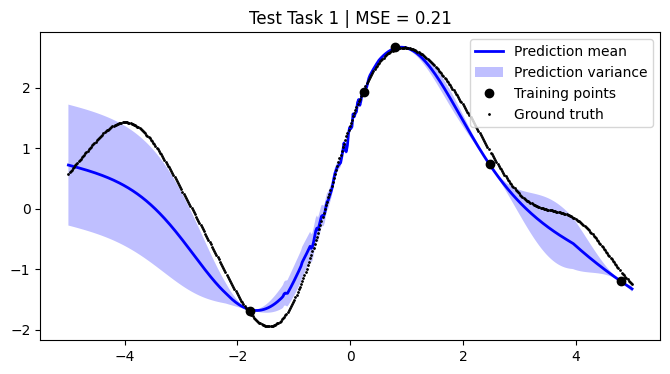 Test Task 1 | MSE = 0.21
Prediction mean
Prediction variance
Training points
Ground truth
2
1
0
−1
−2
−4
−2
0
2
4